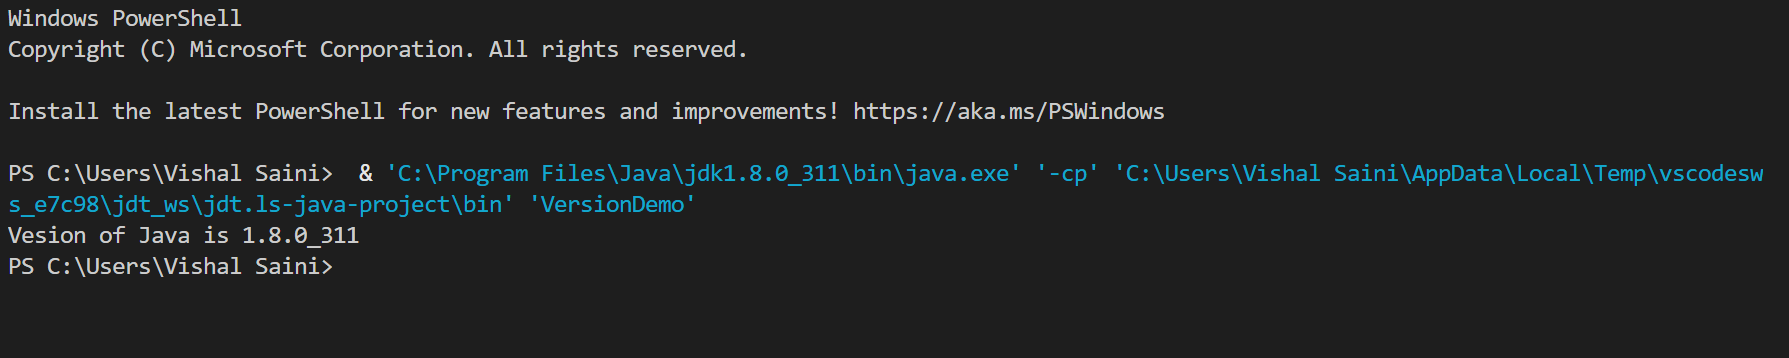 Windows PowerShell
Copyright (C) Microsoft Corporation. All rights reserved.
Install the latest PowerShell for new features and improvements! https://aka.ms/PSWindows
PS C:\Users\Vishal Saini>  & 'C:\Program Files\Java\jdk1.8.0_311\bin\java.exe' '-cp' 'C:\Users\Vishal Saini\AppData\Local\Temp\vscodesw
s_e7c98\jdt_ws\jdt.ls-java-project\bin' 'VersionDemo'
Vesion of Java is 1.8.0_311
PS C:\Users\Vishal Saini>